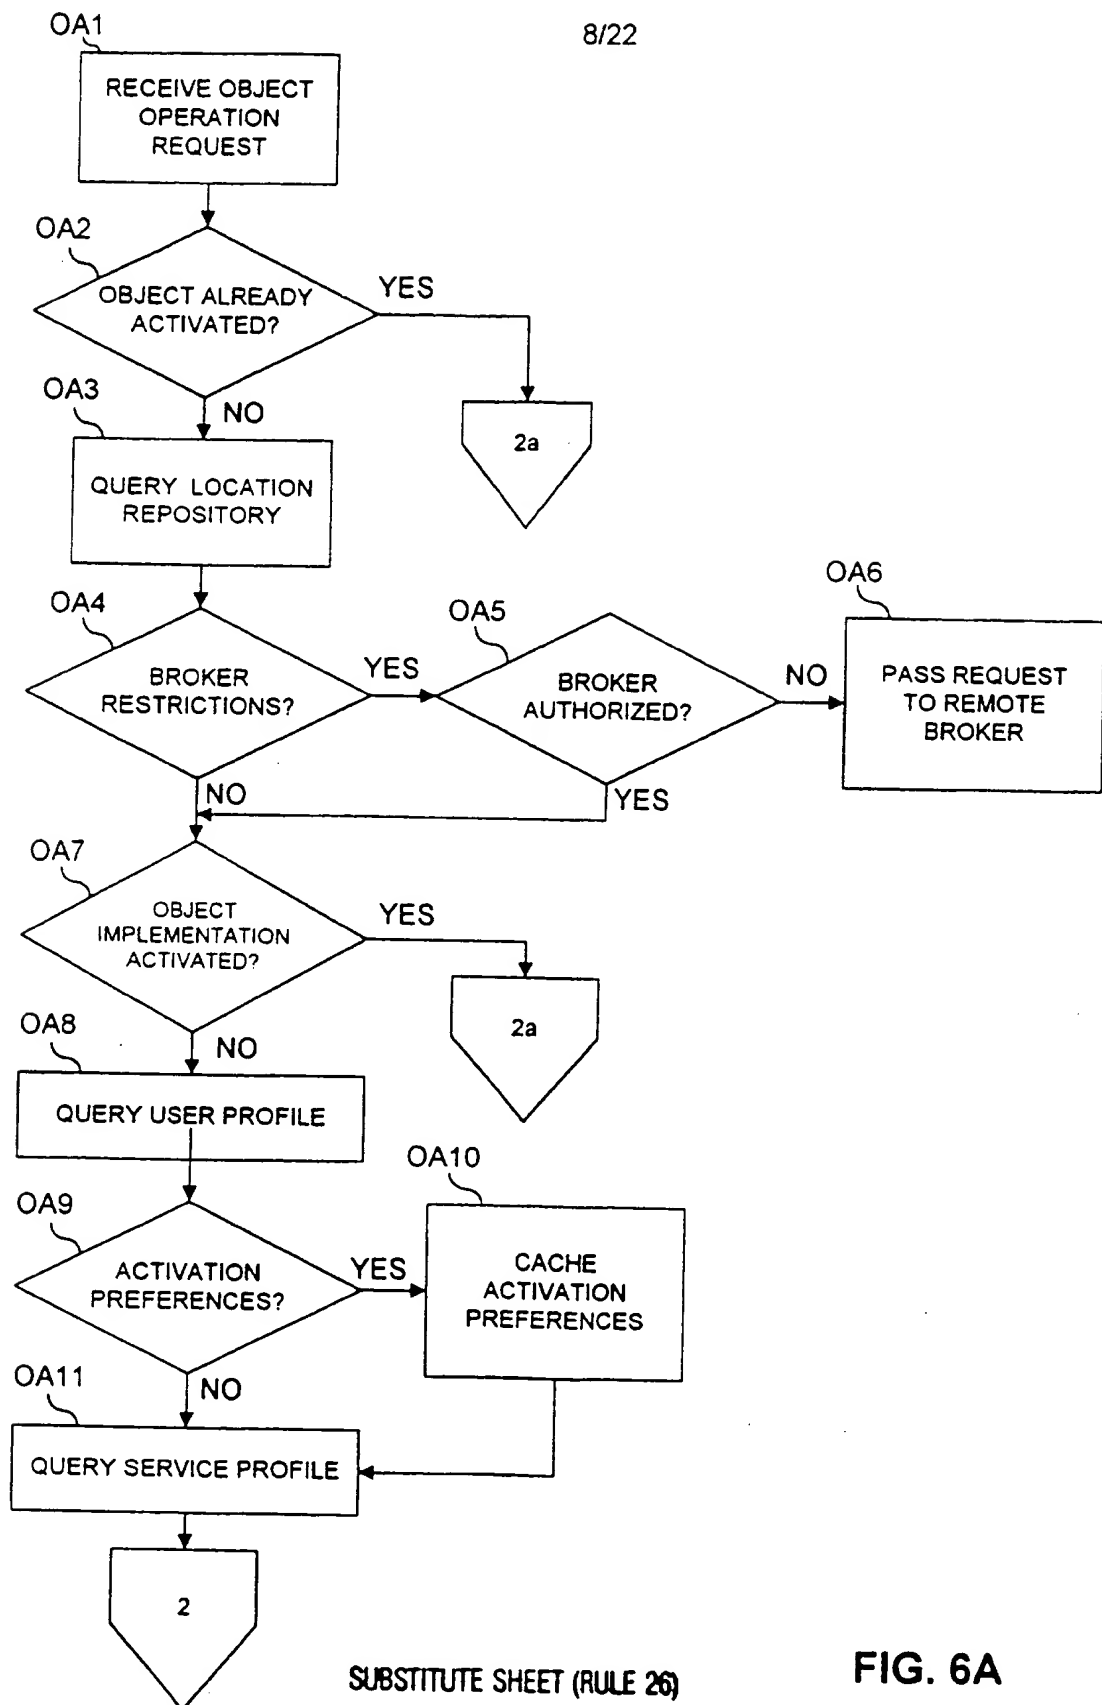 8/22
OA1
RECEIVE OBJECT
OPERATION
REQUEST
OA2
OBJECT ALREADY
ACTIVATED?
YES
2a
NO
OA3
QUERY LOCATION
REPOSITORY
OA4
BROKER
RESTRICTIONS?
YES
OA5
BROKER
AUTHORIZED?
NO
OA6
PASS REQUEST
TO REMOTE
BROKER
NO
YES
OA7
OBJECT
IMPLEMENTATION
ACTIVATED?
YES
2a
NO
OA8
QUERY USER PROFILE
OA9
ACTIVATION
PREFERENCES?
YES
OA10
CACHE
ACTIVATION
PREFERENCES
NO
OA11
QUERY SERVICE PROFILE
2
SUBSTITUTE SHEET (RULE 26)
FIG. 6A